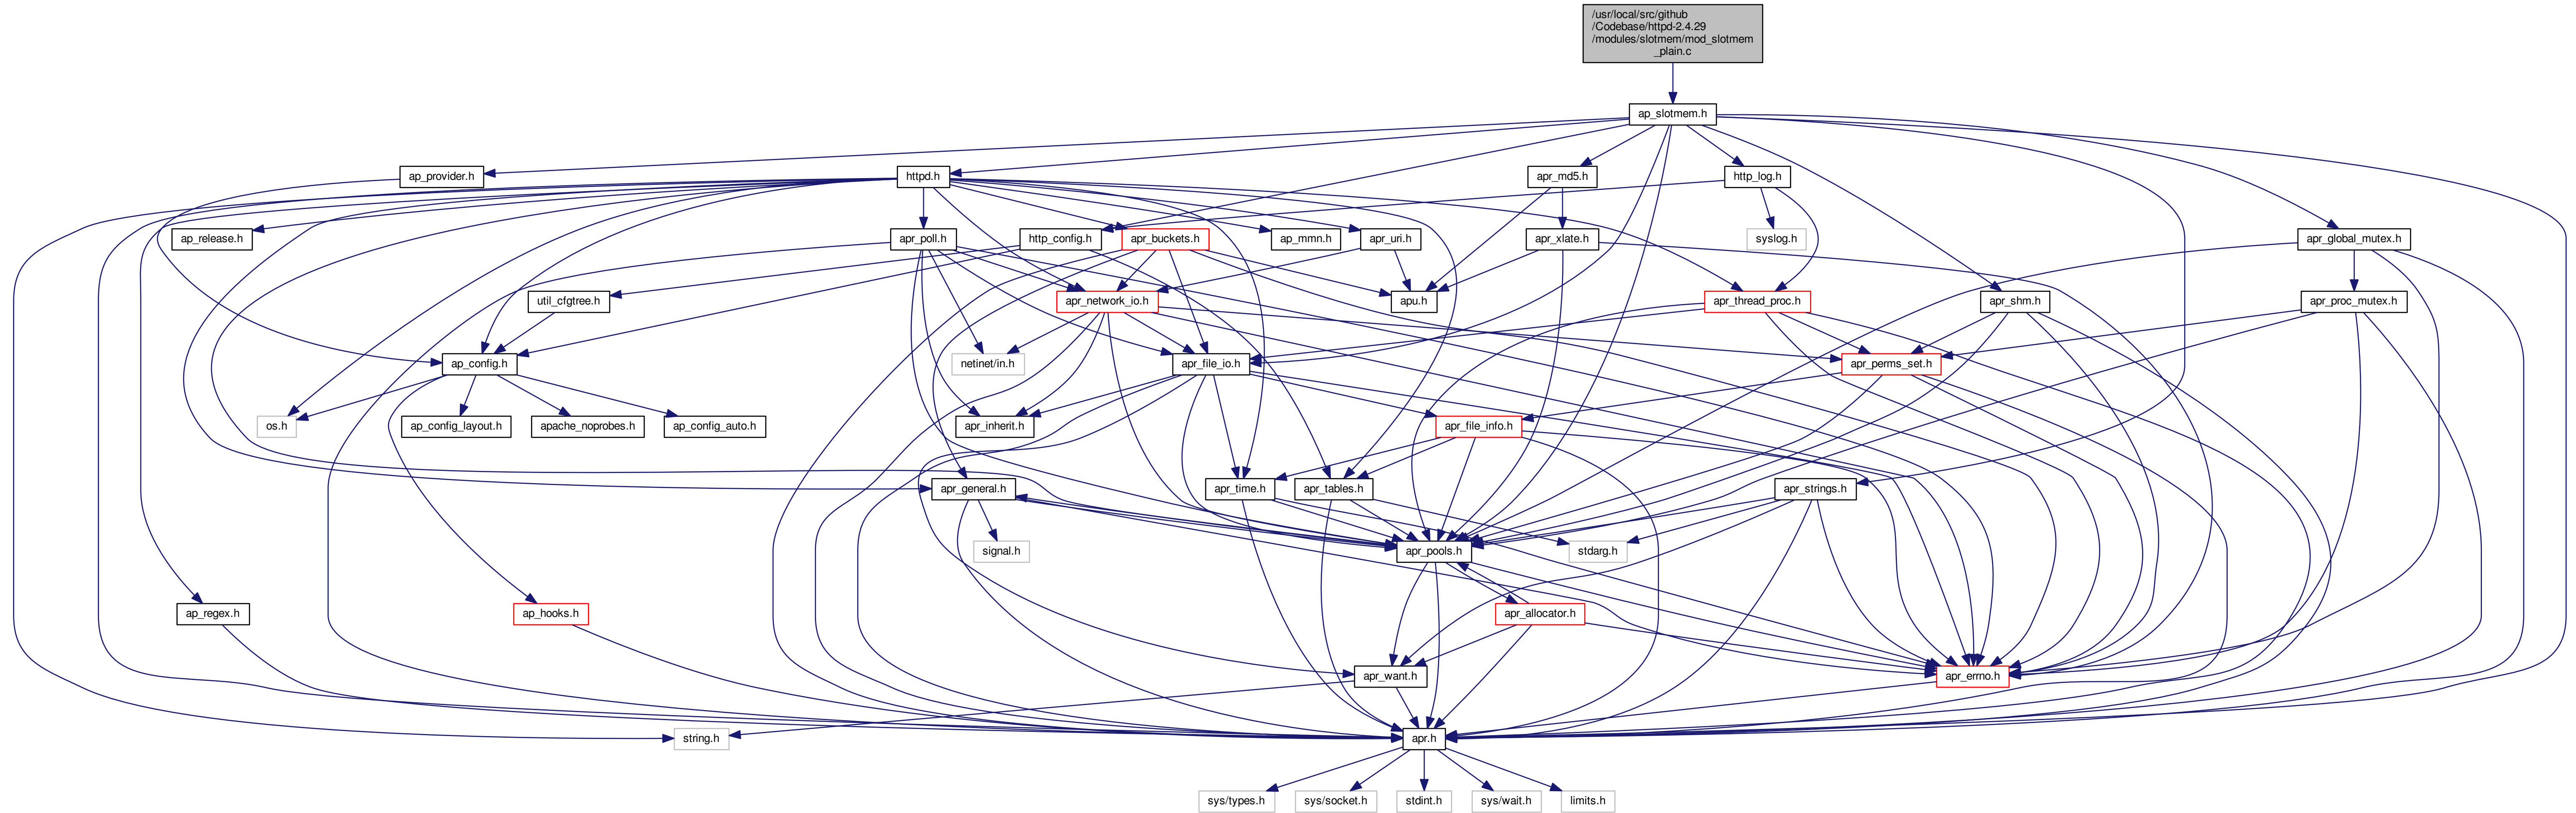 /usr/local/src/github
/Codebase/httpd-2.4.29
/modules/slotmem/mod_slotmem
_plain.c
ap_slotmem.h
ap_provider.h
httpd.h
apr_md5.h
http_log.h
ap_release.h
apr_poll.h
http_config.h
apr_buckets.h
ap_mmn.h
apr_uri.h
apr_xlate.h
syslog.h
apr_global_mutex.h
util_cfgtree.h
apr_network_io.h
apu.h
apr_thread_proc.h
apr_shm.h
apr_proc_mutex.h
ap_config.h
netinet/in.h
apr_file_io.h
apr_perms_set.h
os.h
ap_config_layout.h
apache_noprobes.h
ap_config_auto.h
apr_inherit.h
apr_file_info.h
apr_general.h
apr_time.h
apr_tables.h
apr_strings.h
signal.h
apr_pools.h
stdarg.h
ap_regex.h
ap_hooks.h
apr_allocator.h
apr_want.h
apr_errno.h
string.h
apr.h
sys/types.h
sys/socket.h
stdint.h
sys/wait.h
limits.h